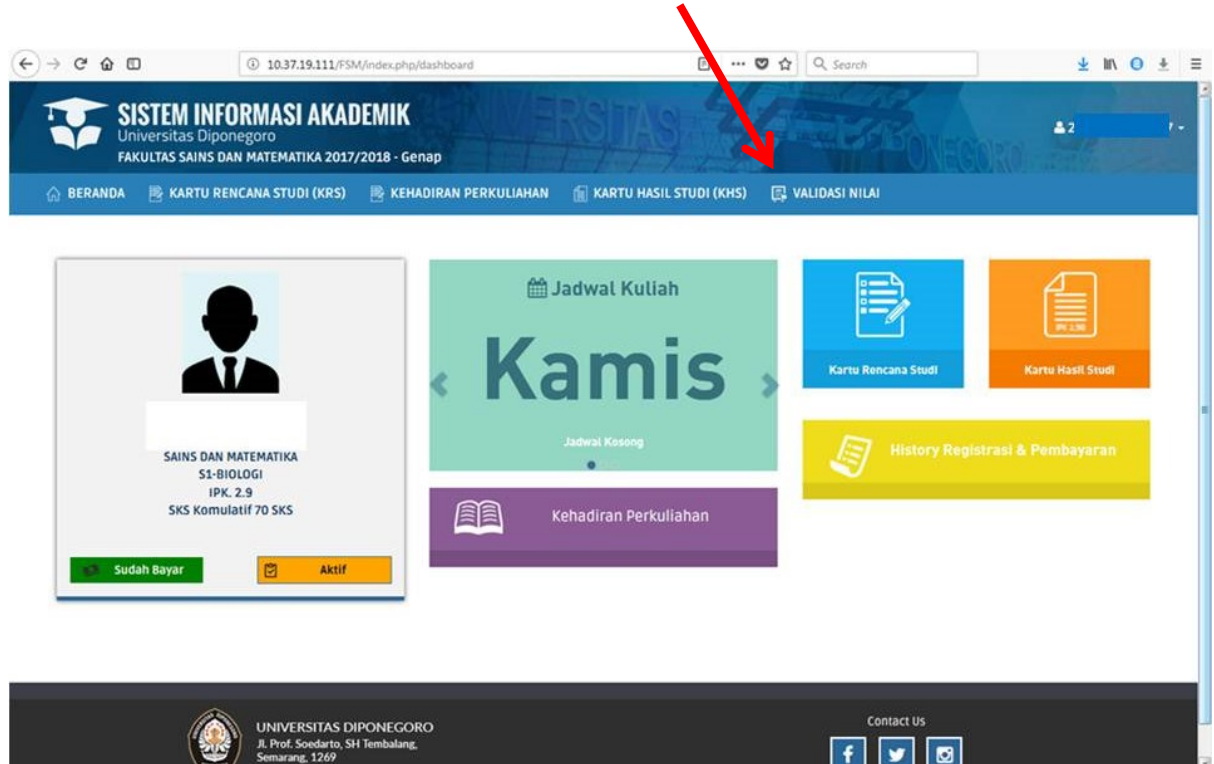 10.37.19.111/FSM/index.php/dashboard
Search
SISTEM INFORMASI AKADEMIK
Universitas Diponegoro
FAKULTAS SAINS DAN MATEMATIKA 2017/2018 - Genap
BERANDA
KARTU RENCANA STUDI (KRS)
KEHADIRAN PERKULIAHAN
KARTU HASIL STUDI (KHS)
VALIDASI NILAI
SAINS DAN MATEMATIKA
S1-BIOLOGI
IPK. 2.9
SKS Komulatif 70 SKS
Sudah Bayar
Aktif
Jadwal Kuliah
Kamis
Jadwal Kosong
Kehadiran Perkuliahan
Kartu Rencana Studi
Kartu Hasil Studi
History Registrasi & Pembayaran
UNIVERSITAS DIPONEGORO
Jl. Prof. Soedarto, SH Tembalang,
Semarang, 1269
Contact Us